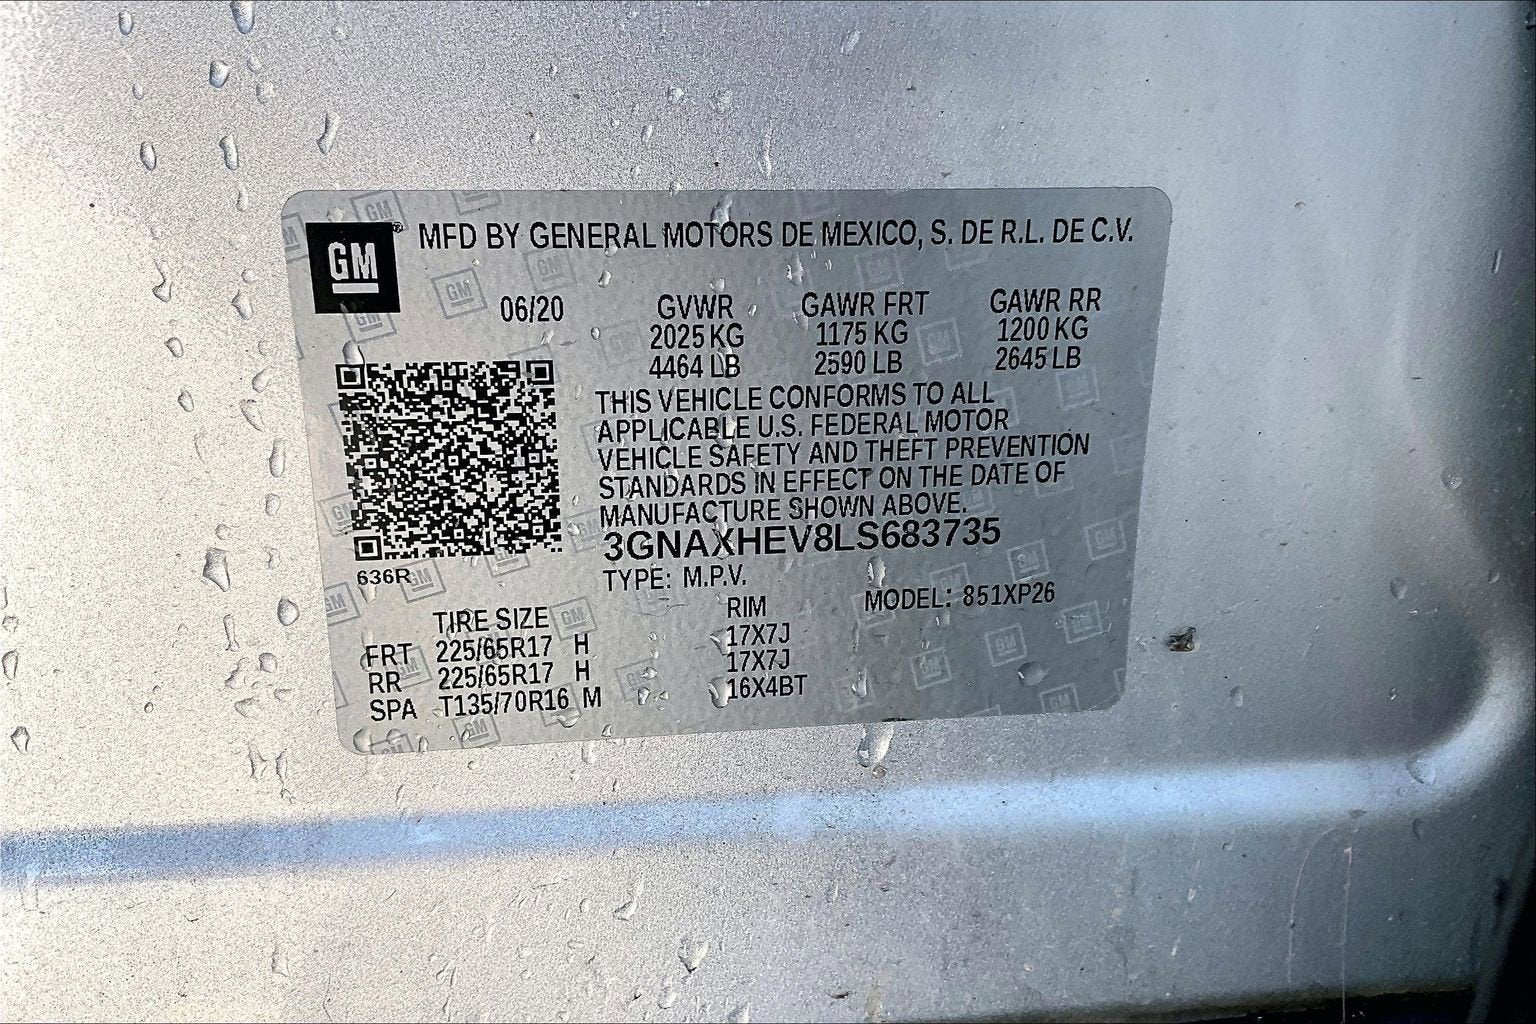 GM® MFD BY GENERAL MOTORS DE MEXICO, S. DE R.L. DE C.V.
06/20 GVWR GAWR FRT GAWR RR
2025 KG 1175 KG 1200 KG
4464 LB 2590 LB 2645 LB
THIS VEHICLE CONFORMS TO ALL
APPLICABLE U.S. FEDERAL MOTOR
VEHICLE SAFETY AND THEFT PREVENTION
STANDARDS IN EFFECT ON THE DATE OF
MANUFACTURE SHOWN ABOVE.
3GNAXHEV8LS683735
636R TYPE: M.P.V.
TIRE SIZE RIM MODEL: 851XP26
FRT 225/65R17 H 17X7J
RR 225/65R17 H 17X7J
SPA T135/70R16 M 16X4BT